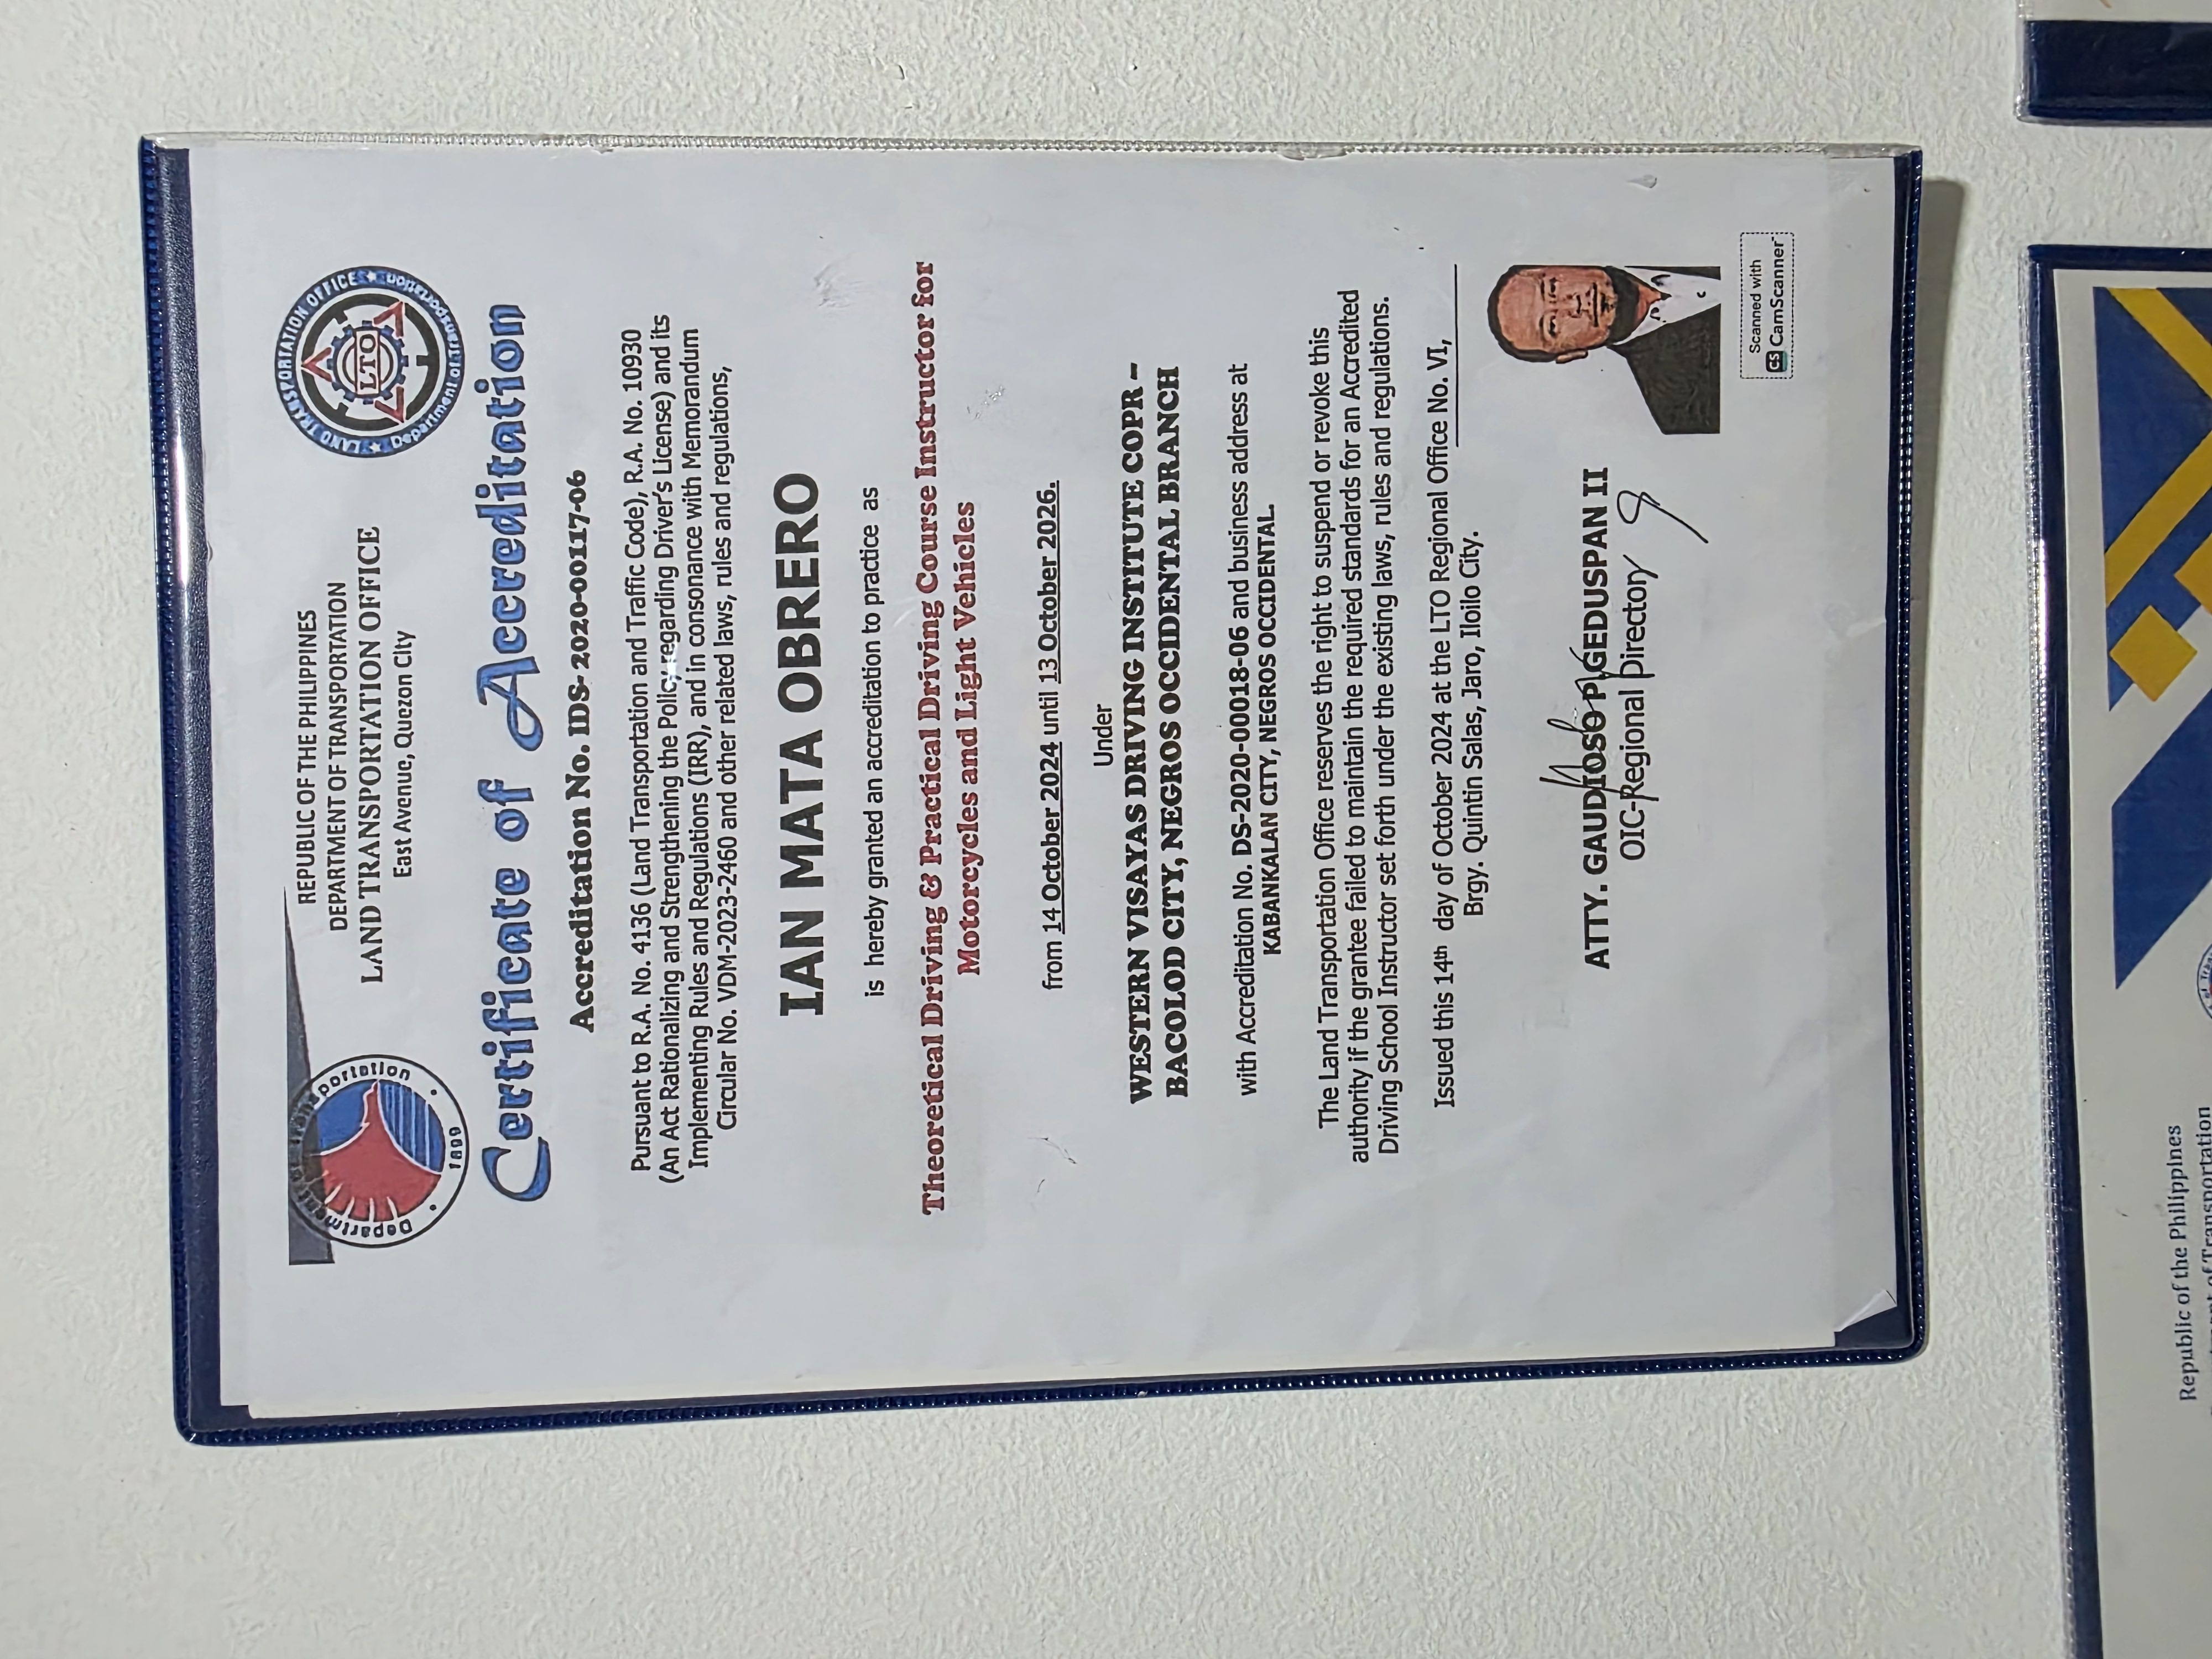 Department of Transportation
1899
REPUBLIC OF THE PHILIPPINES
DEPARTMENT OF TRANSPORTATION
LAND TRANSPORTATION OFFICE
East Avenue, Quezon City
LAND TRANSPORTATION OFFICE
LTO
Department of Transportation
Certificate of Accreditation
Accreditation No. IDS- 2020-00117-06
Pursuant to R.A. No. 4136 (Land Transportation and Traffic Code), R.A. No. 10930
(An Act Rationalizing and Strengthening the Policy regarding Driver's License) and its
Implementing Rules and Regulations (IRR), and in consonance with Memorandum
Circular No. VDM-2023-2460 and other related laws, rules and regulations,
IAN MATA OBRERO
is hereby granted an accreditation to practice as
Theoretical Driving & Practical Driving Course Instructor for
Motorcycles and Light Vehicles
from 14 October 2024 until 13 October 2026.
Under
WESTERN VISAYAS DRIVING INSTITUTE COPR –
BACOLOD CITY, NEGROS OCCIDENTAL BRANCH
with Accreditation No. DS-2020-00018-06 and business address at
KABANKALAN CITY, NEGROS OCCIDENTAL.
The Land Transportation Office reserves the right to suspend or revoke this
authority if the grantee failed to maintain the required standards for an Accredited
Driving School Instructor set forth under the existing laws, rules and regulations.
Issued this 14th day of October 2024 at the LTO Regional Office No. VI,
Brgy. Quintin Salas, Jaro, Iloilo City.
ATTY. GAUDIOSO P. GEDUSPAN II
OIC-Regional Director
Scanned with
CS CamScanner
Republic of the Philippines
of Transportation